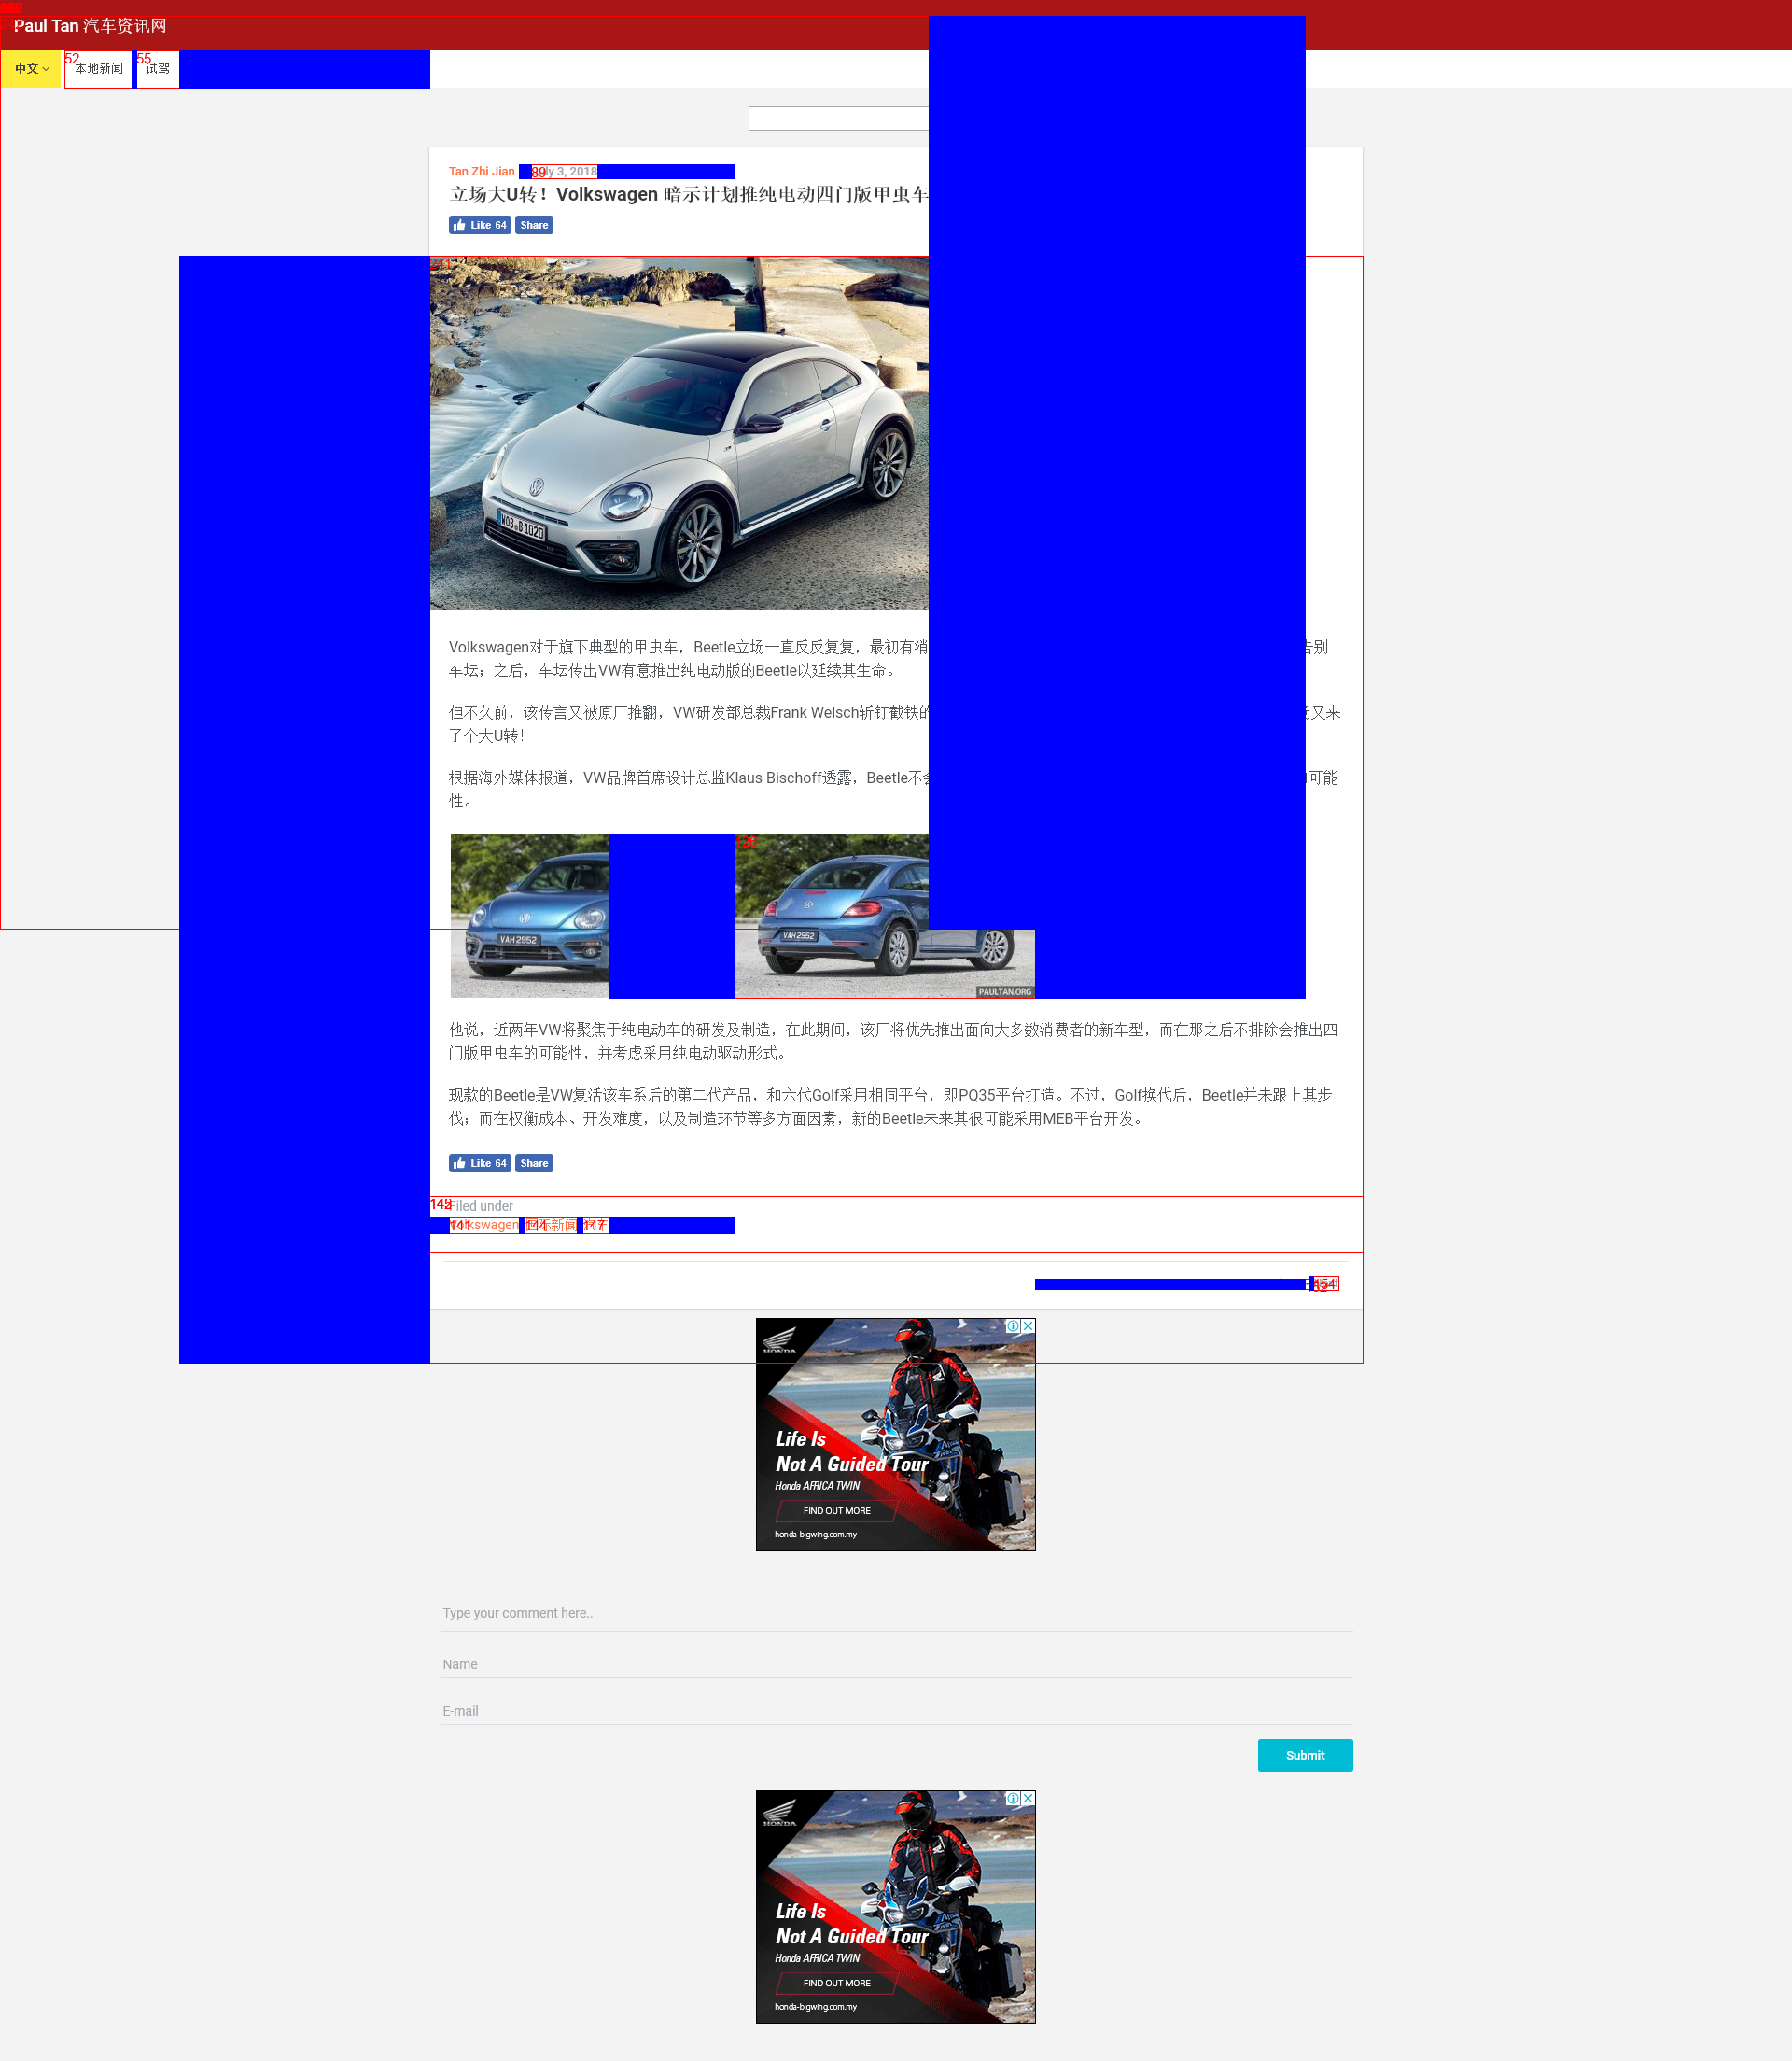 Paul Tan 汽车资讯网
中文
52
本地新闻
55
试驾
Tan Zhi Jian
89
3, 2018
立场大U转！Volkswagen 暗示计划推纯电动四门版甲虫车
Like 64 Share
WOB B 1020
Volkswagen对于旗下典型的甲虫车，Beetle立场一直反反复复，最初有消
告别
车坛；之后，车坛传出VW有意推出纯电动版的Beetle以延续其生命。
但不久前，该传言又被原厂推翻，VW研发部总裁Frank Welsch斩钉截铁的
场又来
了个大U转！
根据海外媒体报道，VW品牌首席设计总监Klaus Bischoff透露，Beetle不会
可能
性。
VAH 2952
VAH 2952
PAULTAN.ORG
他说，近两年VW将聚焦于纯电动车的研发及制造，在此期间，该厂将优先推出面向大多数消费者的新车型，而在那之后不排除会推出四
门版甲虫车的可能性，并考虑采用纯电动驱动形式。
现款的Beetle是VW复活该车系后的第二代产品，和六代Golf采用相同平台，即PQ35平台打造。不过，Golf换代后，Beetle并未跟上其步
伐；而在权衡成本、开发难度，以及制造环节等多方面因素，新的Beetle未来其很可能采用MEB平台开发。
Like 64 Share
Filed under
141
kswagen
144
际新闻
147
154
HONDA
Life Is
Not A Guided Tour
Honda AFRICA TWIN
FIND OUT MORE
honda-bigwing.com.my
Type your comment here..
Name
E-mail
Submit
HONDA
Life Is
Not A Guided Tour
Honda AFRICA TWIN
FIND OUT MORE
honda-bigwing.com.my